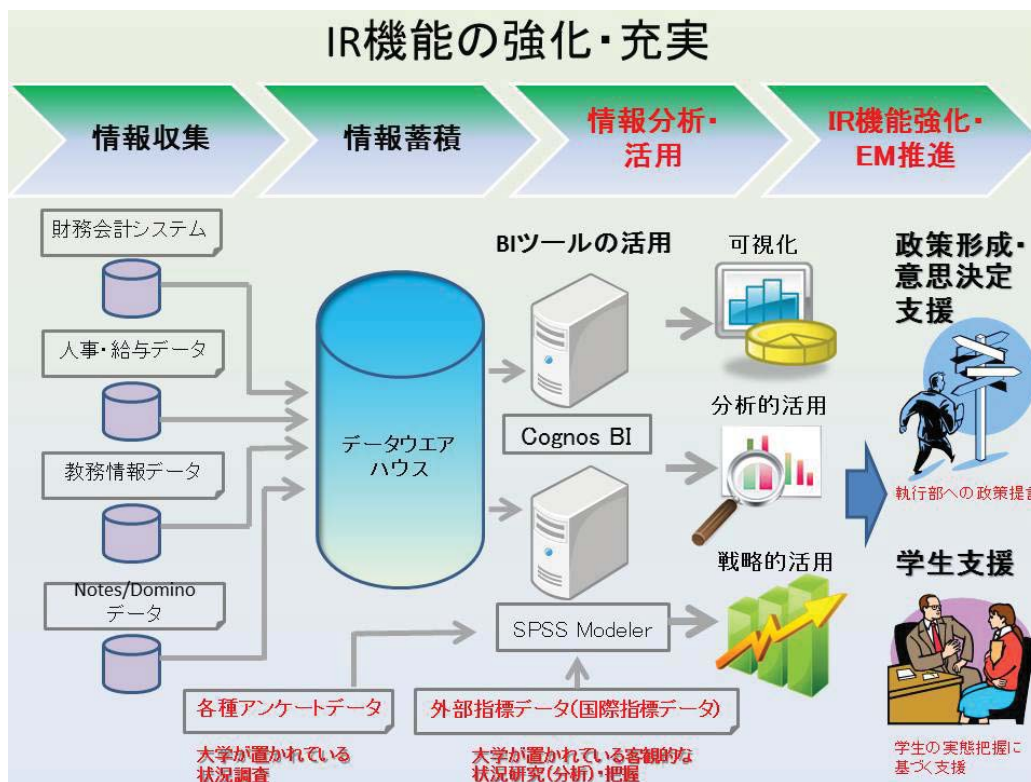 IR機能の強化・充実
情報収集
情報蓄積
情報分析・
活用
IR機能強化・
EM推進
財務会計システム
人事・給与データ
教務情報データ
Notes/Domino
データ
データウエア
ハウス
BIツールの活用
Cognos BI
SPSS Modeler
可視化
分析的活用
戦略的活用
政策形成・
意思決定
支援
執行部への政策提言
学生支援
学生の実態把握に
基づく支援
各種アンケートデータ
大学が置かれている
状況調査
外部指標データ(国際指標データ)
大学が置かれている客観的な
状況研究(分析)・把握